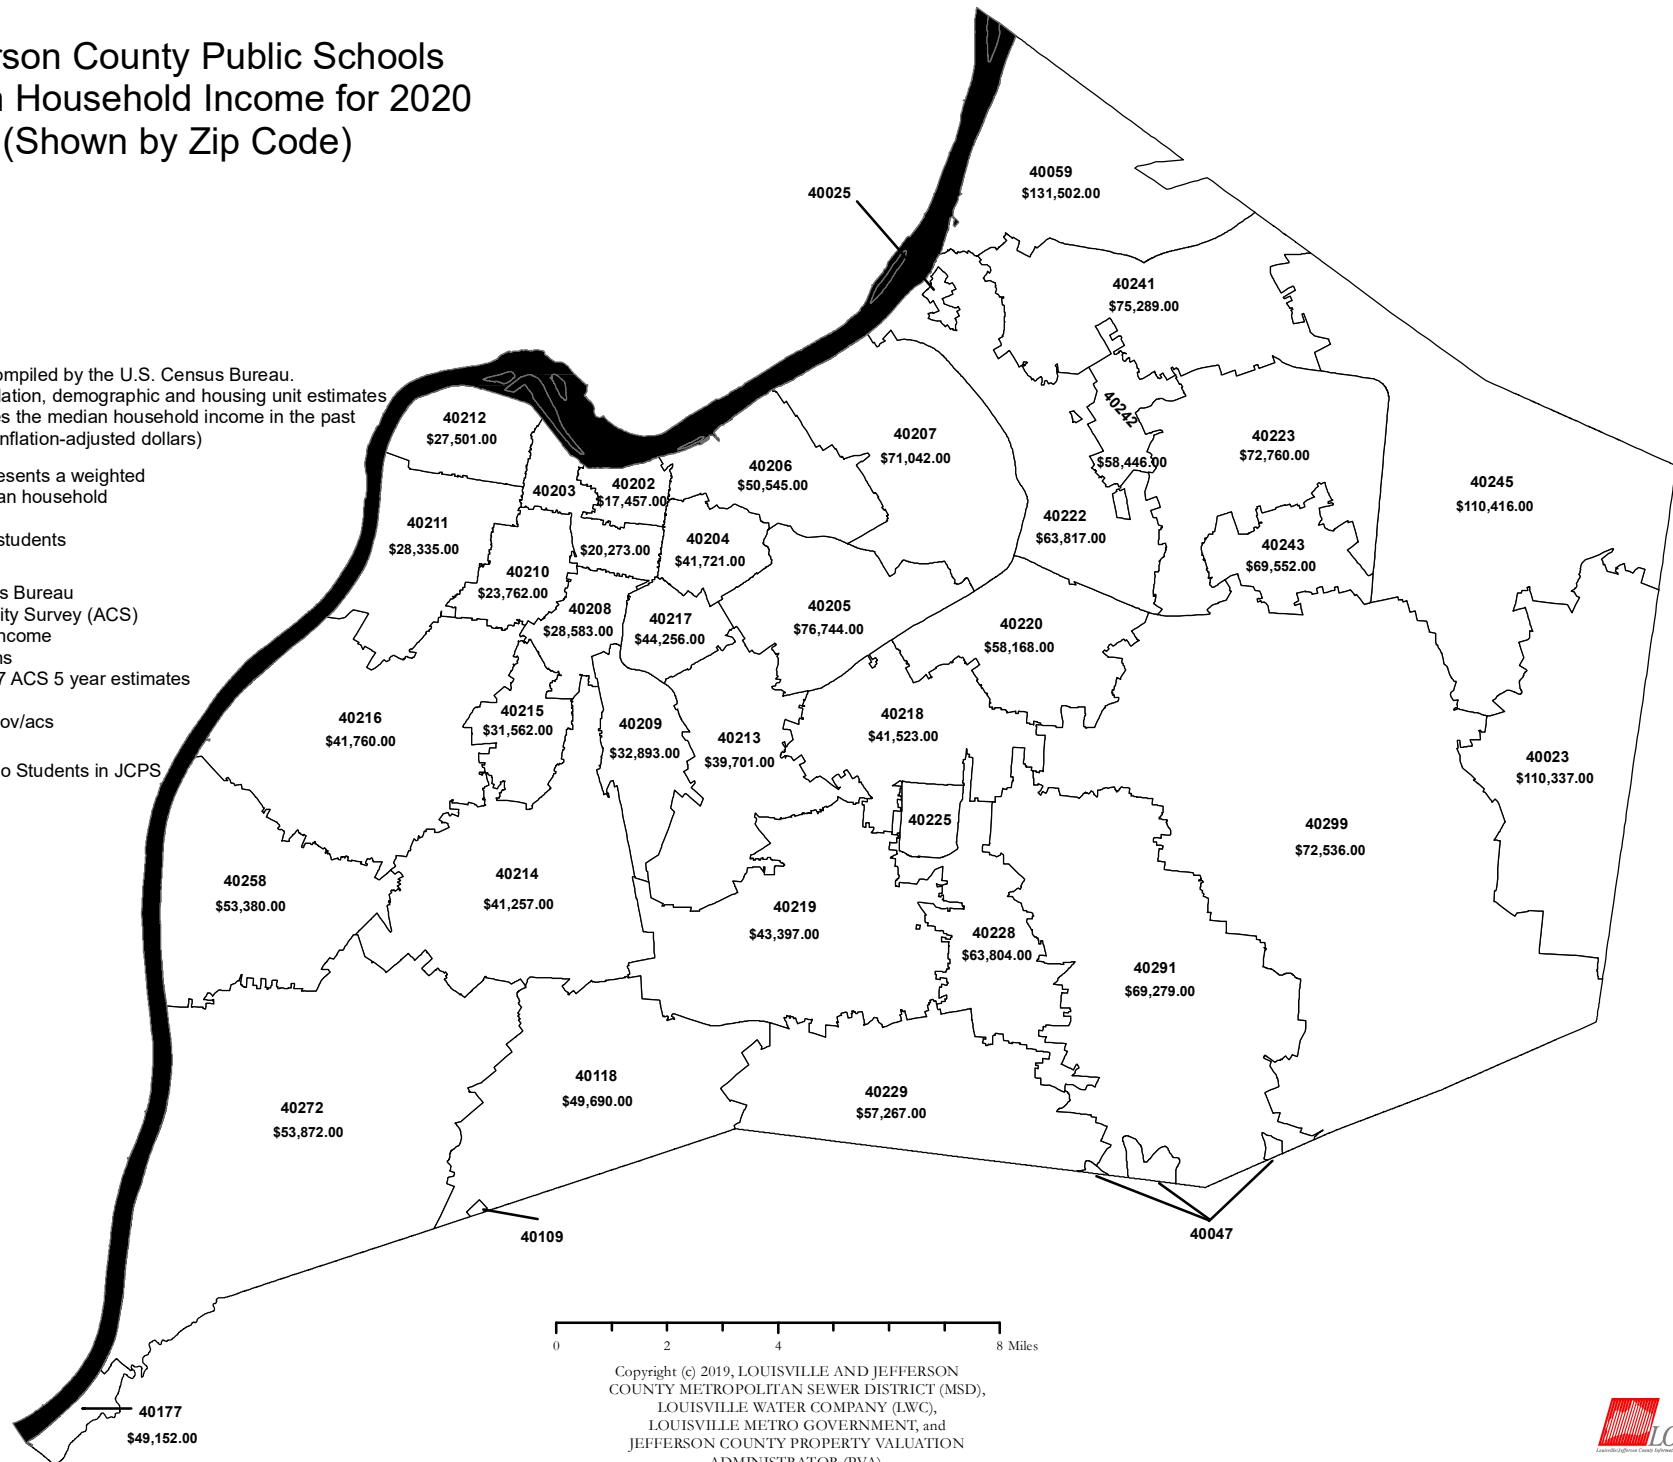 rson County Public Schools
n Household Income for 2020
(Shown by Zip Code)
ompiled by the U.S. Census Bureau.
lation, demographic and housing unit estimates
es the median household income in the past
nflation-adjusted dollars)
esents a weighted
an household
students
s Bureau
ity Survey (ACS)
ncome
ns
7 ACS 5 year estimates
ov/acs
o Students in JCPS
40025
40059
$131,502.00
40241
$75,289.00
40212
$27,501.00
40242
$58,446.00
40207
$71,042.00
40223
$72,760.00
40206
$50,545.00
40202
$17,457.00
40203
$20,273.00
40245
$110,416.00
40222
$63,817.00
40211
$28,335.00
40204
$41,721.00
40243
$69,552.00
40210
$23,762.00
40208
$28,583.00
40217
$44,256.00
40205
$76,744.00
40220
$58,168.00
40216
$41,760.00
40215
$31,562.00
40209
$32,893.00
40213
$39,701.00
40218
$41,523.00
40023
$110,337.00
40225
40299
$72,536.00
40258
$53,380.00
40214
$41,257.00
40219
$43,397.00
40228
$63,804.00
40291
$69,279.00
40118
$49,690.00
40229
$57,267.00
40272
$53,872.00
40109
40047
40177
$49,152.00
0 2 4 8 Miles
Copyright (c) 2019, LOUISVILLE AND JEFFERSON
COUNTY METROPOLITAN SEWER DISTRICT (MSD),
LOUISVILLE WATER COMPANY (LWC),
LOUISVILLE METRO GOVERNMENT, and
JEFFERSON COUNTY PROPERTY VALUATION
ADMINISTRATOR (PVA)
LO
Louisville/Jefferson County